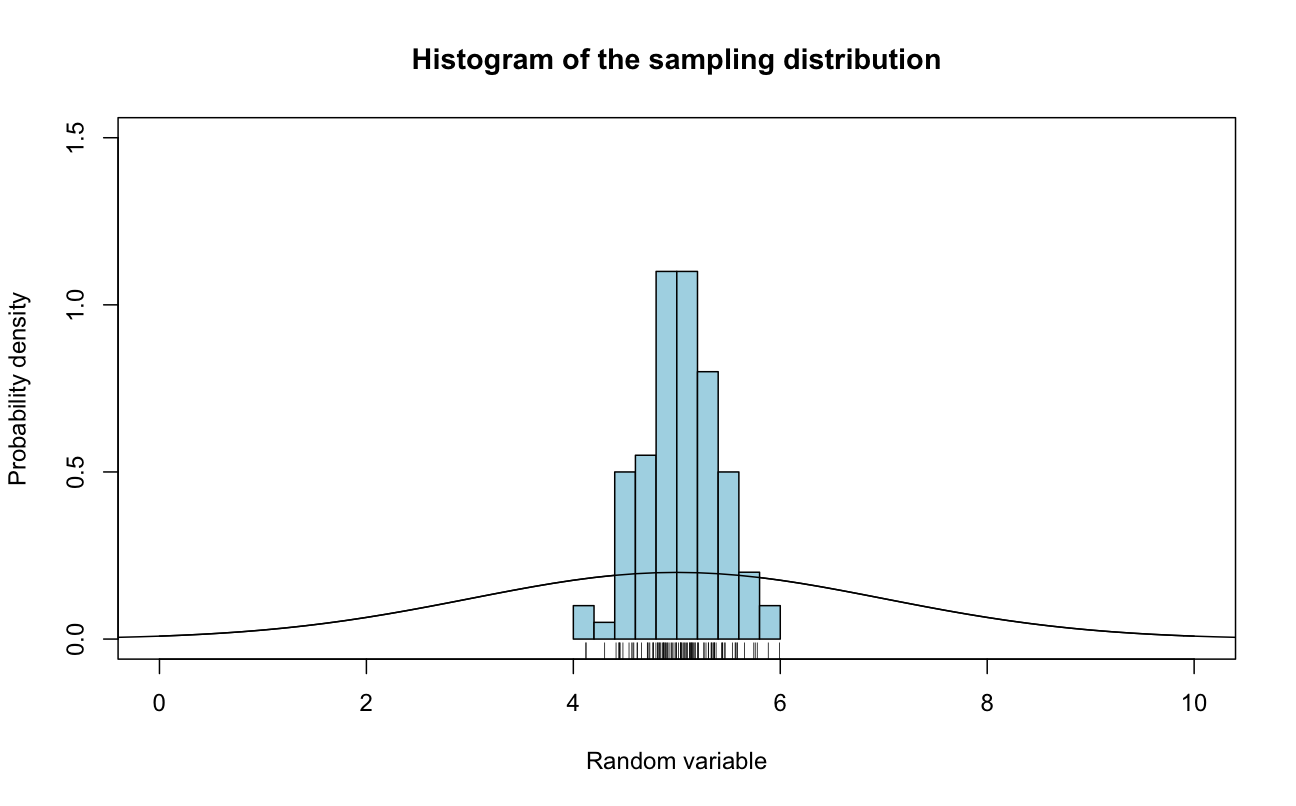 Histogram of the sampling distribution
1.5
1.0
0.5
0.0
Probability density
0 2 4 6 8 10
Random variable